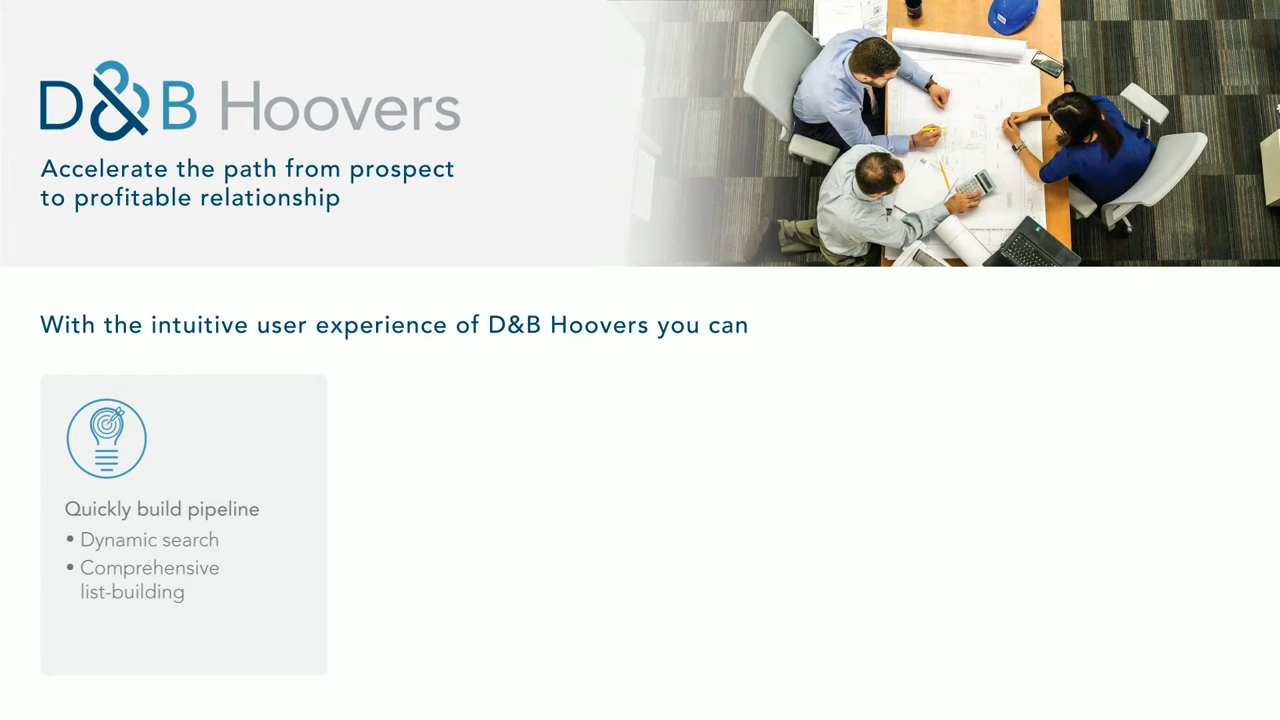 D&B Hoovers
Accelerate the path from prospect
to profitable relationship
With the intuitive user experience of D&B Hoovers you can
Quickly build pipeline
• Dynamic search
• Comprehensive
list-building